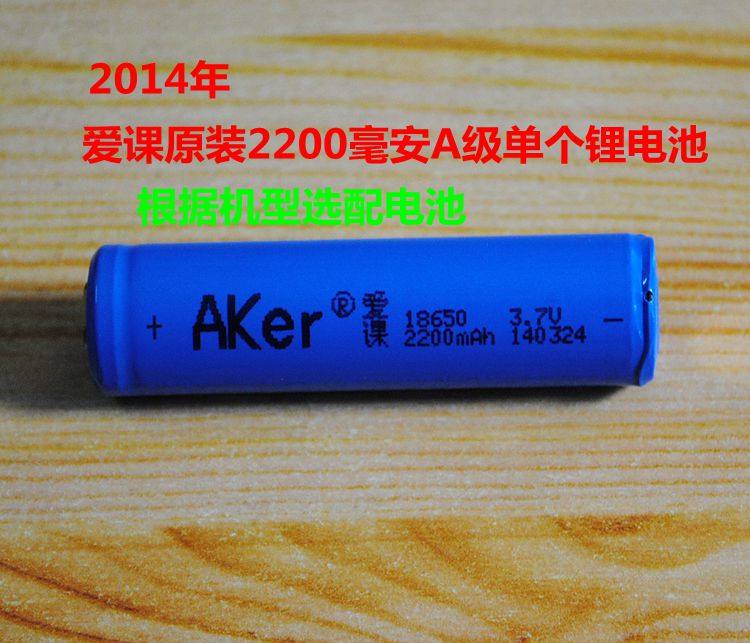 2014年
爱课原装2200毫安A级单个锂电池
根据机型选配电池
+ AKer® 爱课 18650 3.7V -
2200mAh 140324